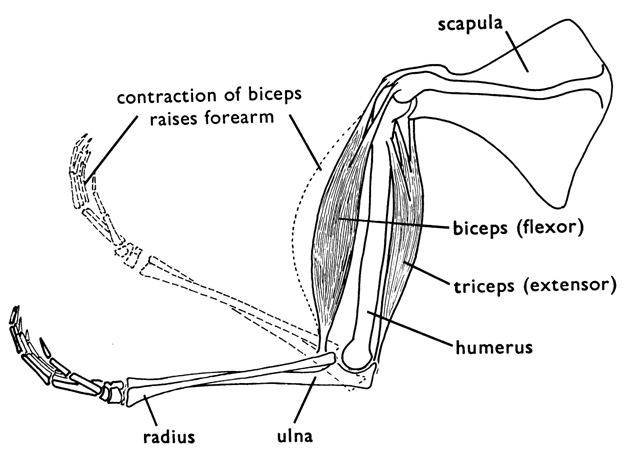 scapula
contraction of biceps
raises forearm
biceps (flexor)
triceps (extensor)
humerus
radius
ulna